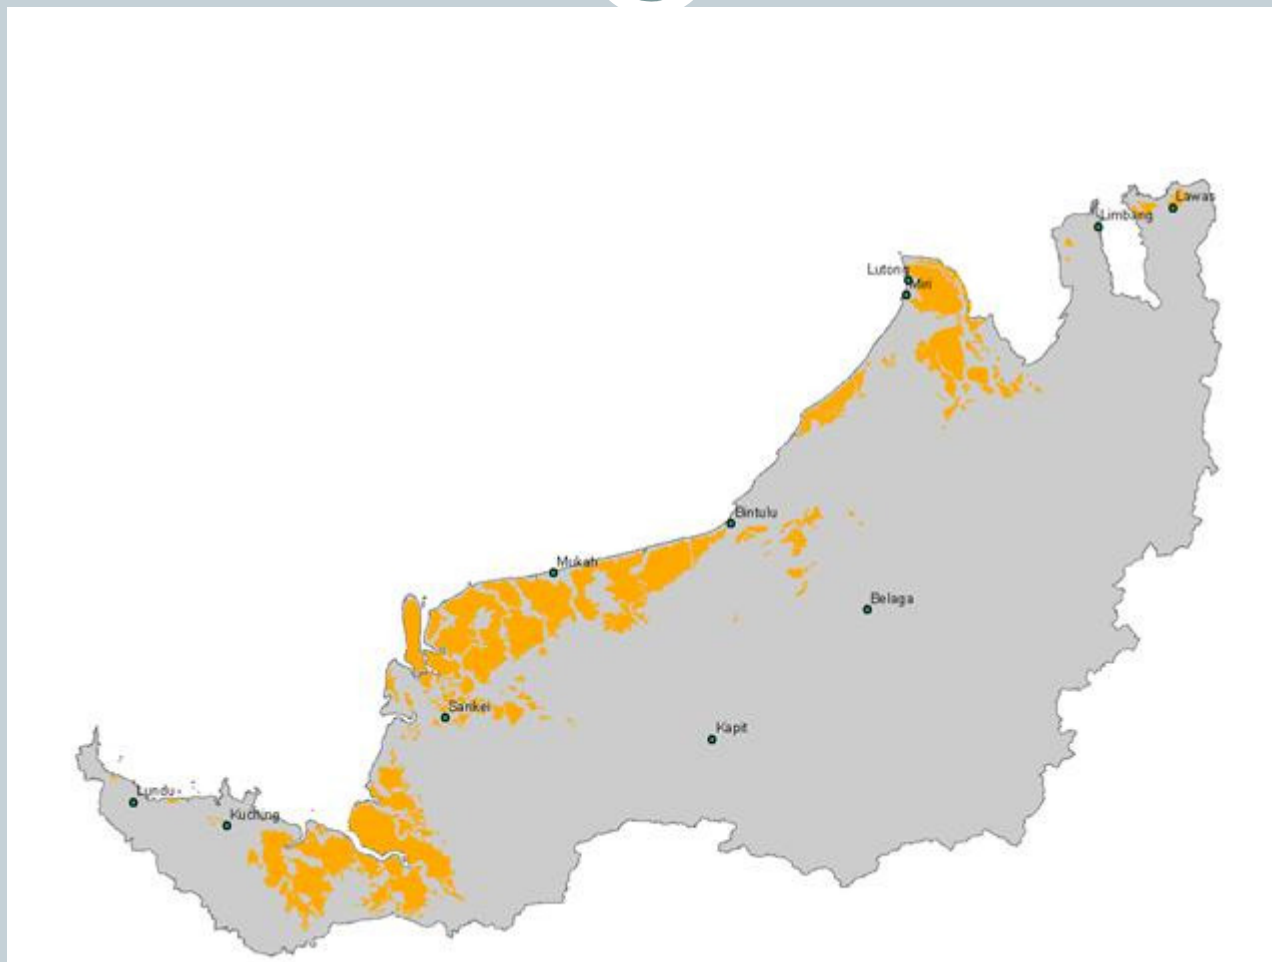 Lawas
Limbang
Lutong
Miri
Bintulu
Mukah
Belaga
Sarikei
Kapit
Lundu
Kuching